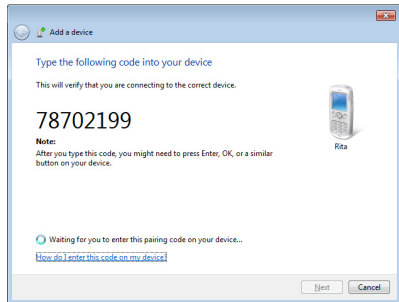 Add a device
Type the following code into your device
This will verify that you are connecting to the correct device.
78702199
Rita
Note:
After you type this code, you might need to press Enter, OK, or a similar
button on your device.
Waiting for you to enter this pairing code on your device...
How do I enter this code on my device?
Next
Cancel